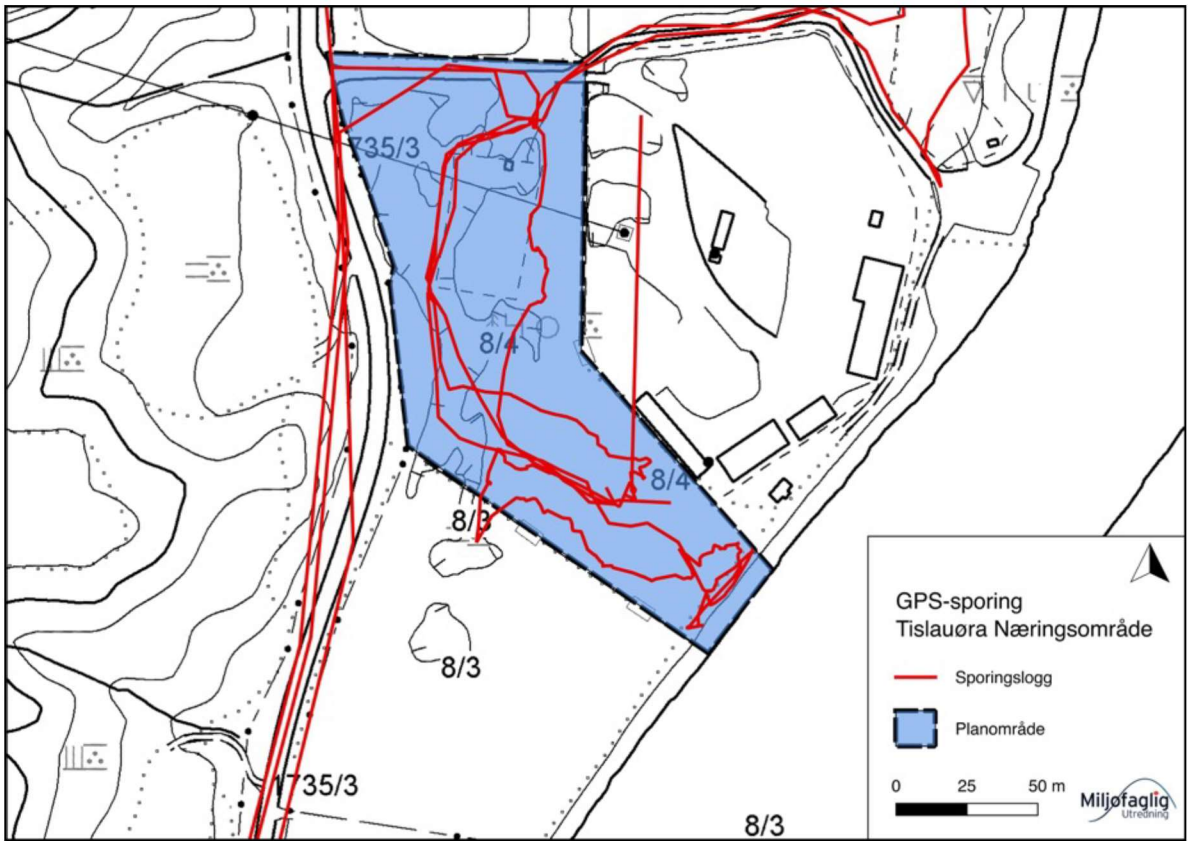 735/3
8/4
8/4
8/3
8/3
1735/3
8/3
GPS-sporing
Tislauøra Næringsområde
Sporingslogg
Planområde
0 25 50 m
Miljøfaglig
Utredning